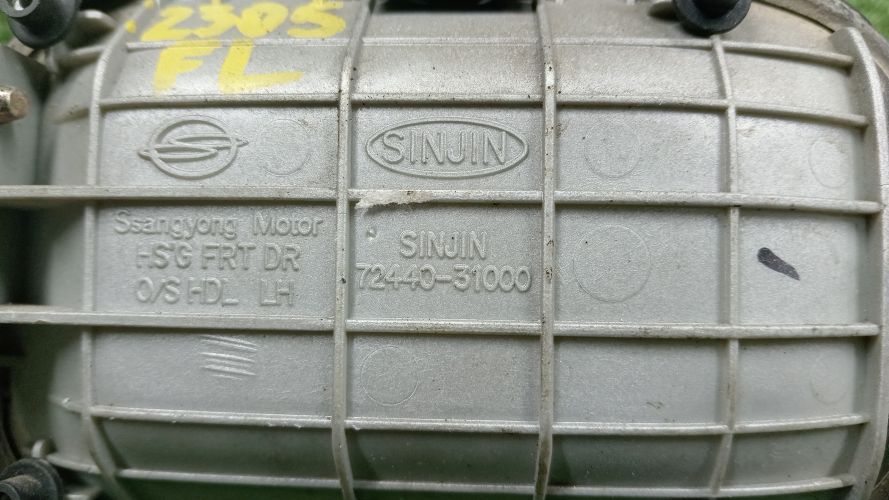 2305
FL
SINJIN
Ssangyong Motor
HS'G FRT DR
O/S HDL LH
SINJIN
72440-31000